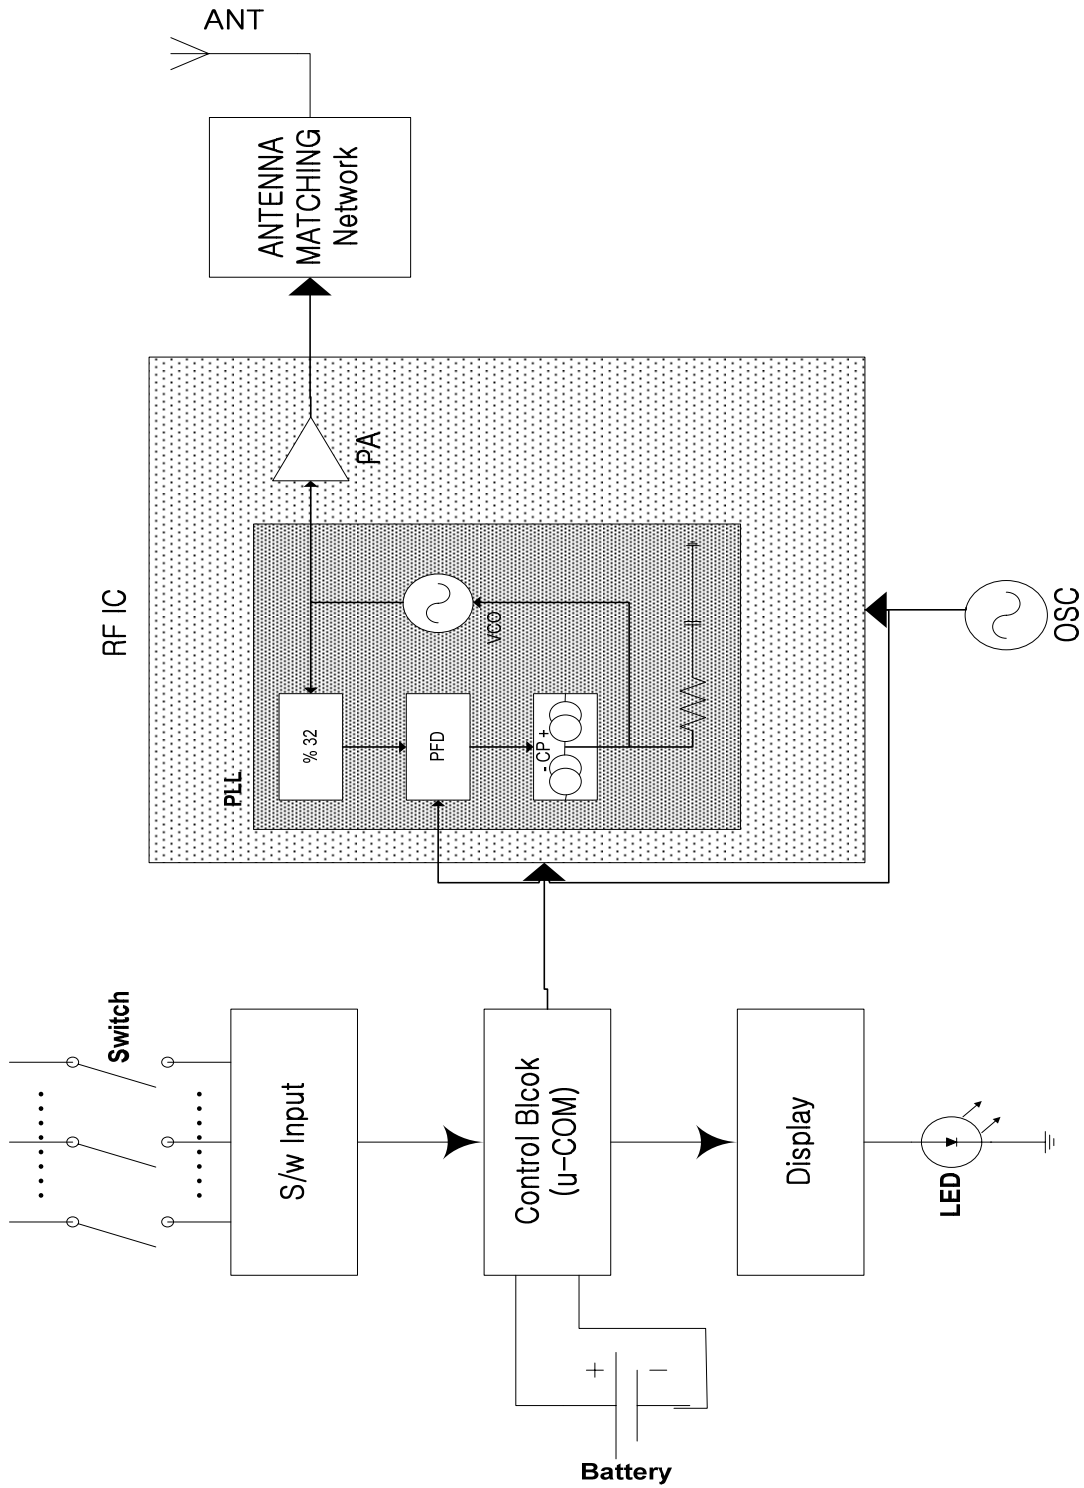 ANT
ANTENNA
MATCHING
Network
RF IC
PA
PLL
% 32
PFD
- CP +
VCO
OSC
Switch
S/w Input
Control Blcok
(u-COM)
Display
LED
+
-
Battery